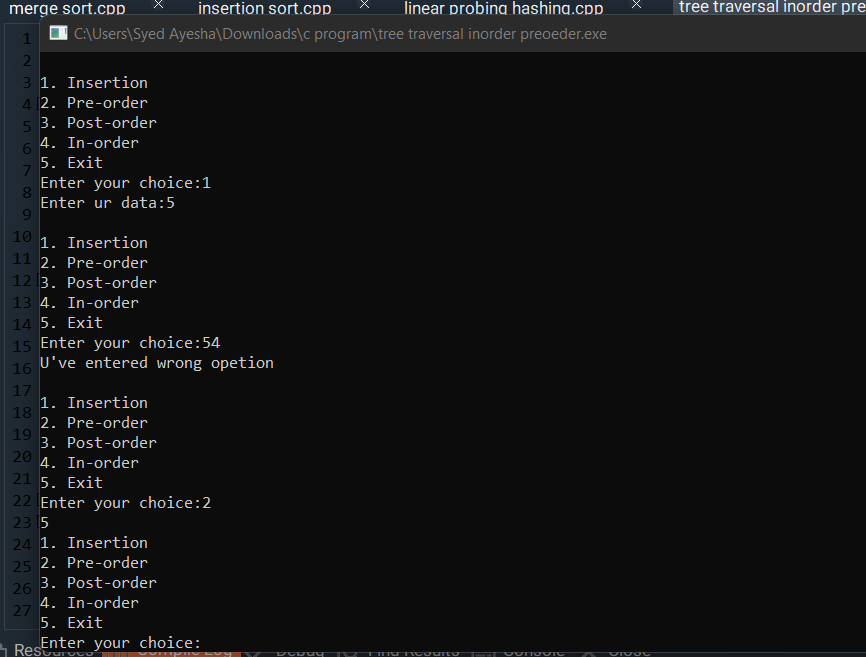 merge sort.cpp × insertion sort.cpp × linear probing hashing.cpp × tree traversal inorder pre
C:\Users\Syed Ayesha\Downloads\c program\tree traversal inorder preoeder.exe
1
2
3 1. Insertion
4 2. Pre-order
5 3. Post-order
6 4. In-order
7 5. Exit
8 Enter your choice:1
Enter ur data:5
9
10 1. Insertion
11 2. Pre-order
12 3. Post-order
13 4. In-order
14 5. Exit
15 Enter your choice:54
16 U've entered wrong opetion
17
18 1. Insertion
19 2. Pre-order
3. Post-order
20 4. In-order
21 5. Exit
22 Enter your choice:2
23 5
24 1. Insertion
25 2. Pre-order
26 3. Post-order
4. In-order
27 5. Exit
Enter your choice:
Resources Compile Log Debug Find Results Console Close